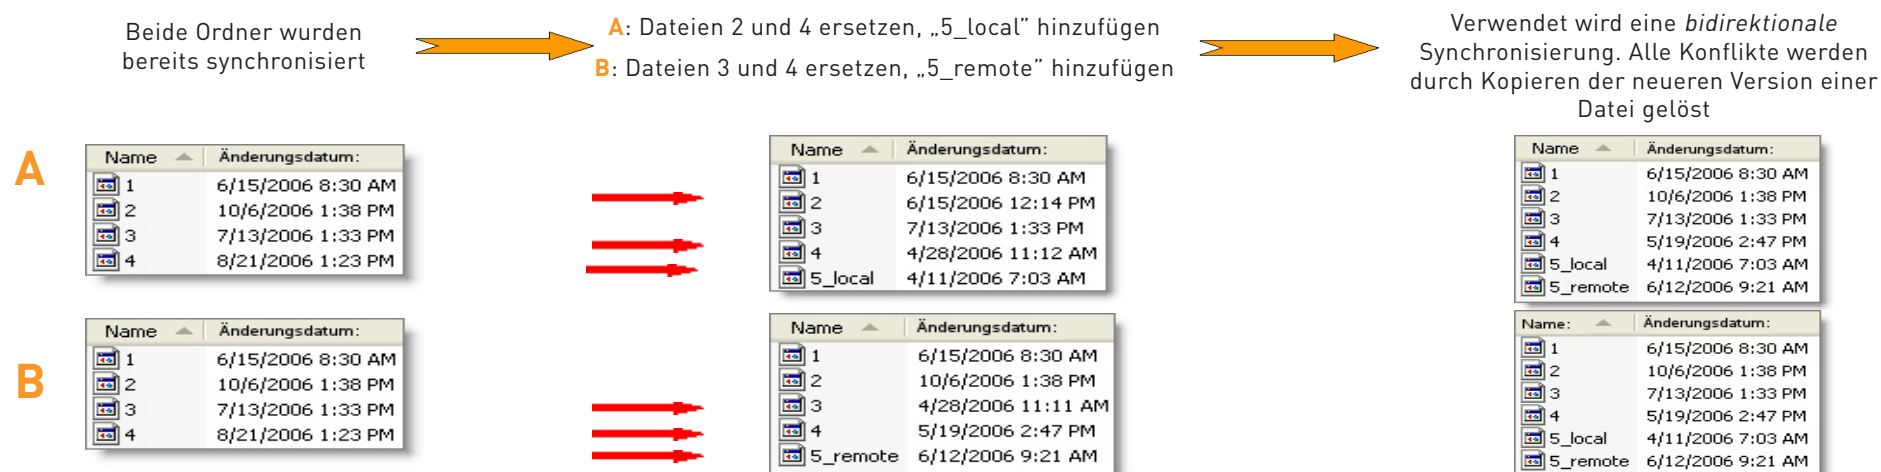 Beide Ordner wurden
bereits synchronisiert
A: Dateien 2 und 4 ersetzen, „5_local” hinzufügen
B: Dateien 3 und 4 ersetzen, „5_remote” hinzufügen
Verwendet wird eine bidirektionale
Synchronisierung. Alle Konflikte werden
durch Kopieren der neueren Version einer
Datei gelöst
A
Name Änderungsdatum:
1 6/15/2006 8:30 AM
2 10/6/2006 1:38 PM
3 7/13/2006 1:33 PM
4 8/21/2006 1:23 PM
Name Änderungsdatum:
1 6/15/2006 8:30 AM
2 6/15/2006 12:14 PM
3 7/13/2006 1:33 PM
4 4/28/2006 11:12 AM
5_local 4/11/2006 7:03 AM
Name Änderungsdatum:
1 6/15/2006 8:30 AM
2 10/6/2006 1:38 PM
3 7/13/2006 1:33 PM
4 5/19/2006 2:47 PM
5_local 4/11/2006 7:03 AM
5_remote 6/12/2006 9:21 AM
B
Name Änderungsdatum:
1 6/15/2006 8:30 AM
2 10/6/2006 1:38 PM
3 7/13/2006 1:33 PM
4 8/21/2006 1:23 PM
Name Änderungsdatum:
1 6/15/2006 8:30 AM
2 10/6/2006 1:38 PM
3 4/28/2006 11:11 AM
4 5/19/2006 2:47 PM
5_remote 6/12/2006 9:21 AM
Name: Änderungsdatum:
1 6/15/2006 8:30 AM
2 10/6/2006 1:38 PM
3 7/13/2006 1:33 PM
4 5/19/2006 2:47 PM
5_local 4/11/2006 7:03 AM
5_remote 6/12/2006 9:21 AM